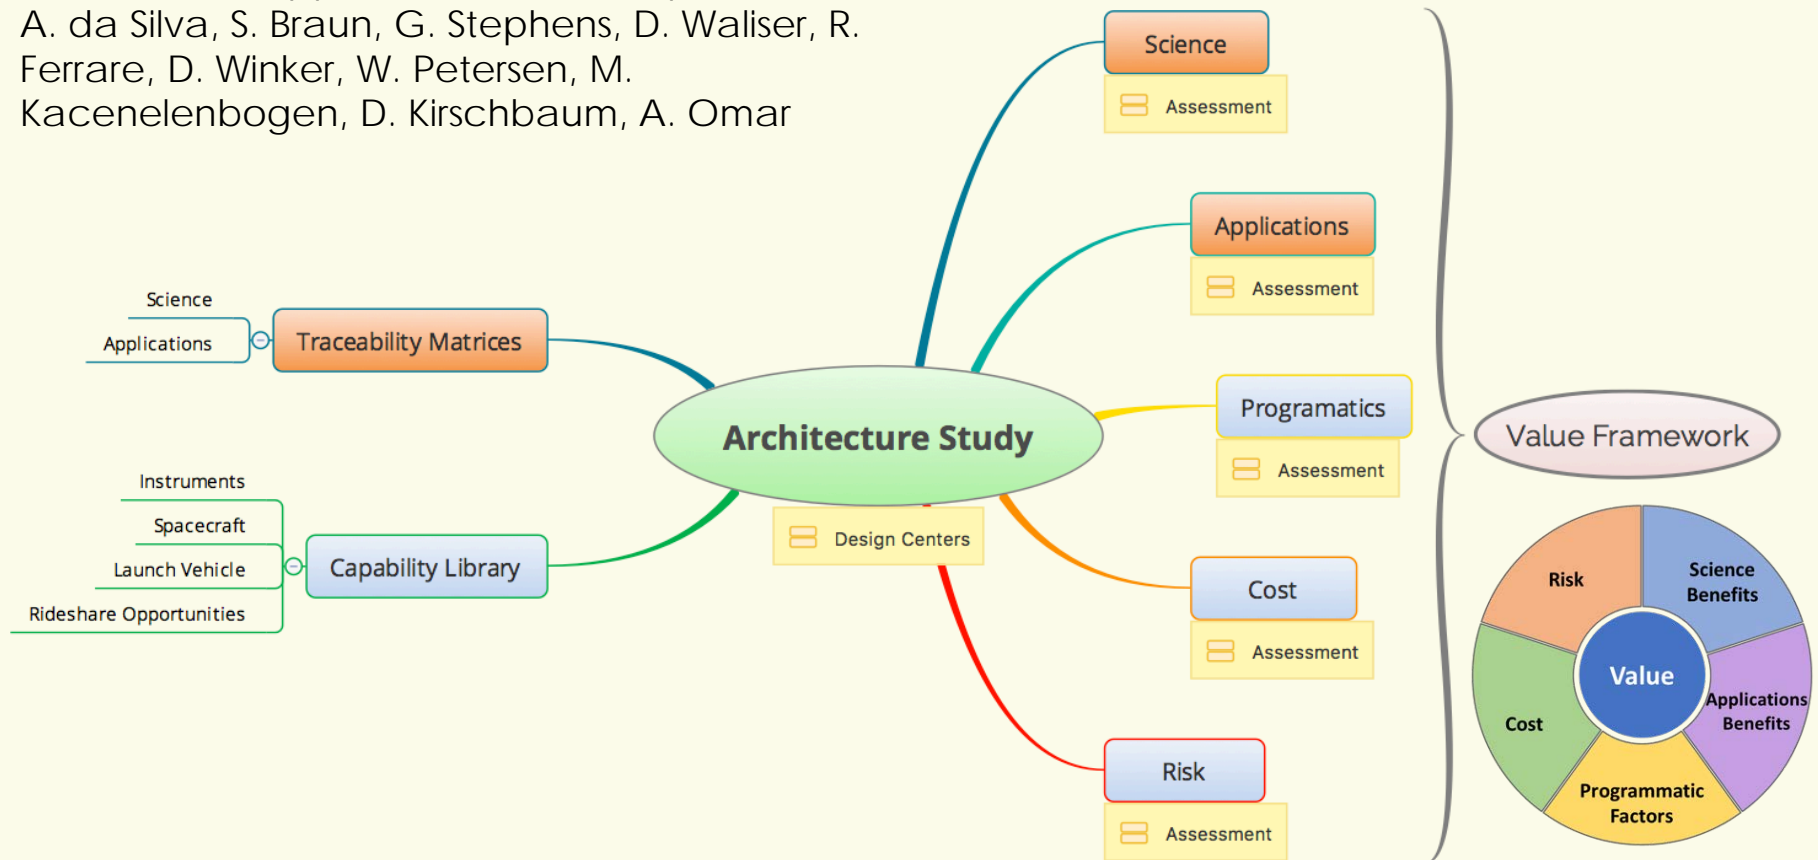 A. da Silva, S. Braun, G. Stephens, D. Waliser, R.
Ferrare, D. Winker, W. Petersen, M.
Kacenelenbogen, D. Kirschbaum, A. Omar
Science
Assessment
Applications
Assessment
Science
Applications
Traceability Matrices
Architecture Study
Programatics
Assessment
Value Framework
Instruments
Spacecraft
Launch Vehicle
Rideshare Opportunities
Capability Library
Design Centers
Cost
Assessment
Risk
Assessment
Risk
Science
Benefits
Value
Applications
Benefits
Cost
Programmatic
Factors